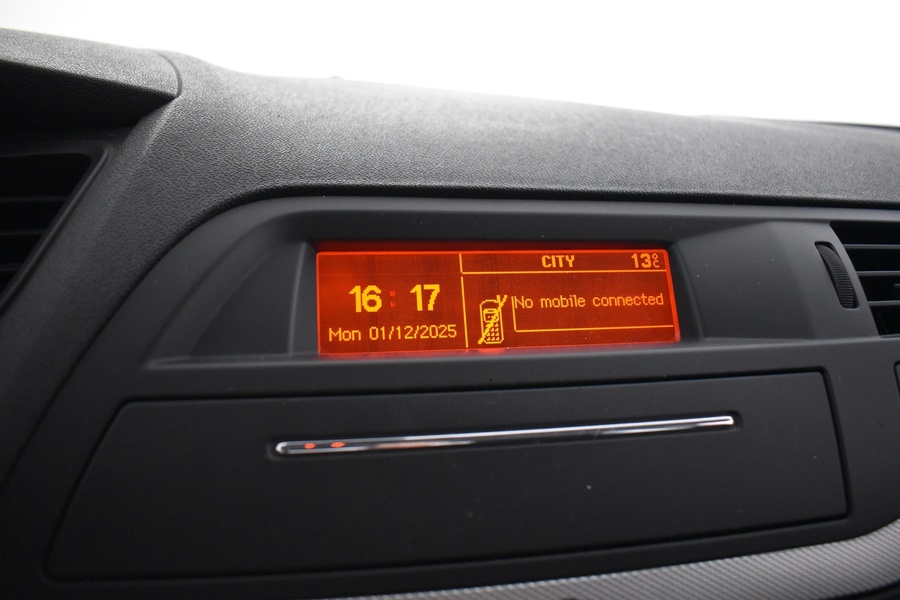 CITY 13°C
16:17
No mobile connected
Mon 01/12/2025